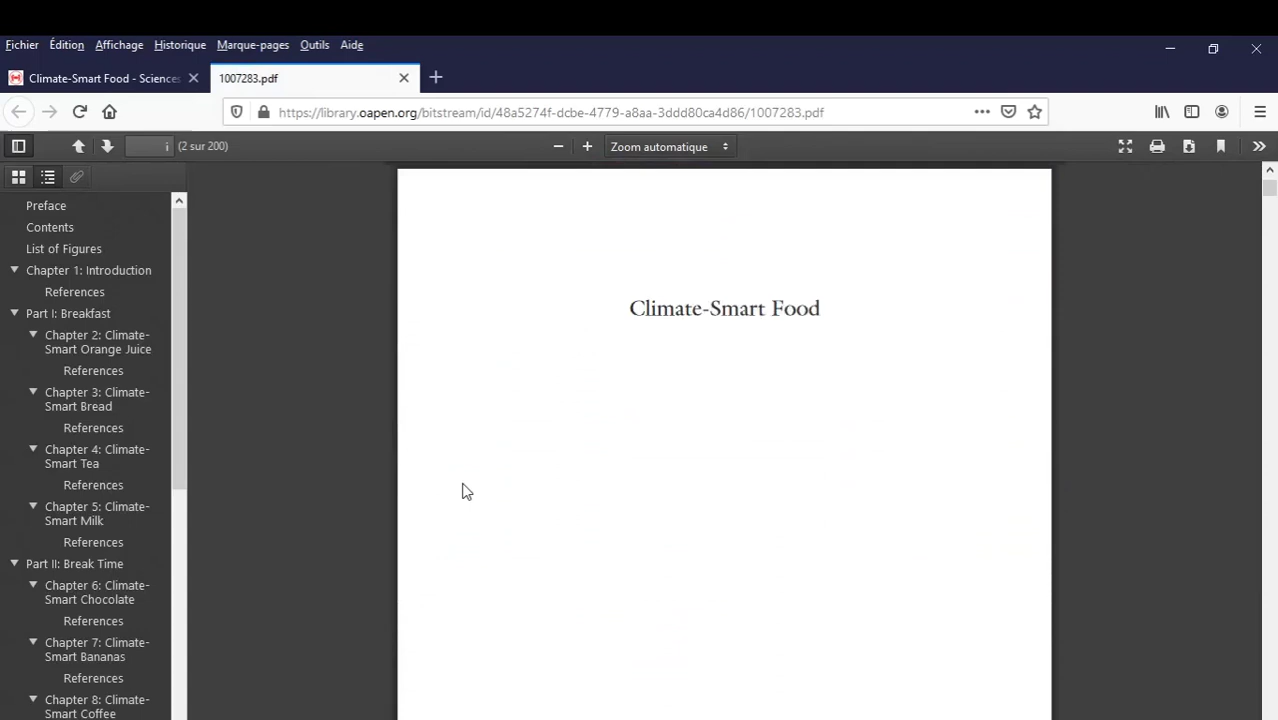 Fichier Édition Affichage Historique Marque-pages Outils Aide
Climate-Smart Food - Sciences
1007283.pdf
https://library.oapen.org/bitstream/id/48a5274f-dcbe-4779-a8aa-3ddd80ca4d86/1007283.pdf
i (2 sur 200)
Zoom automatique
Preface
Contents
List of Figures
Chapter 1: Introduction
References
Part I: Breakfast
Chapter 2: Climate-
Smart Orange Juice
References
Chapter 3: Climate-
Smart Bread
References
Chapter 4: Climate-
Smart Tea
References
Chapter 5: Climate-
Smart Milk
References
Part II: Break Time
Chapter 6: Climate-
Smart Chocolate
References
Chapter 7: Climate-
Smart Bananas
References
Chapter 8: Climate-
Smart Coffee
Climate-Smart Food